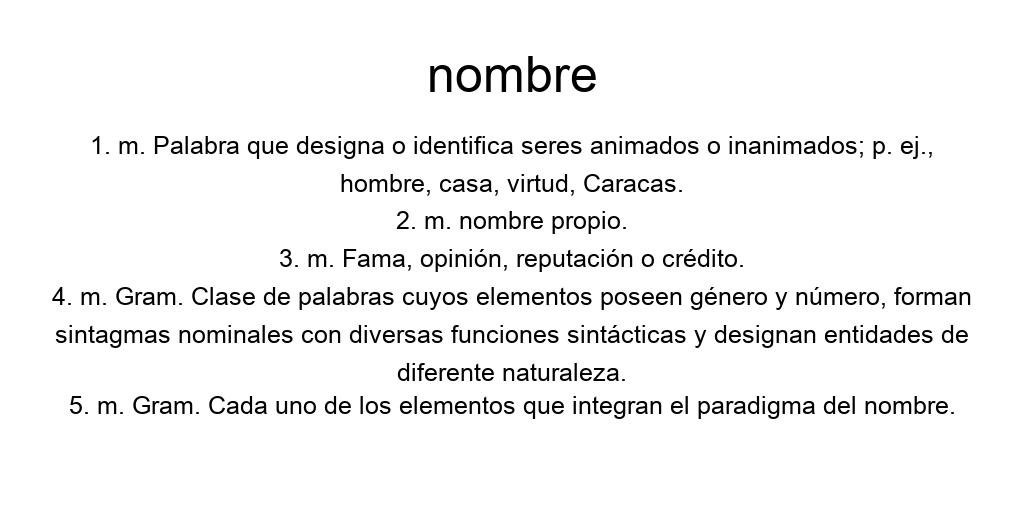 nombre
1. m. Palabra que designa o identifica seres animados o inanimados; p. ej.,
hombre, casa, virtud, Caracas.
2. m. nombre propio.
3. m. Fama, opinión, reputación o crédito.
4. m. Gram. Clase de palabras cuyos elementos poseen género y número, forman
sintagmas nominales con diversas funciones sintácticas y designan entidades de
diferente naturaleza.
5. m. Gram. Cada uno de los elementos que integran el paradigma del nombre.